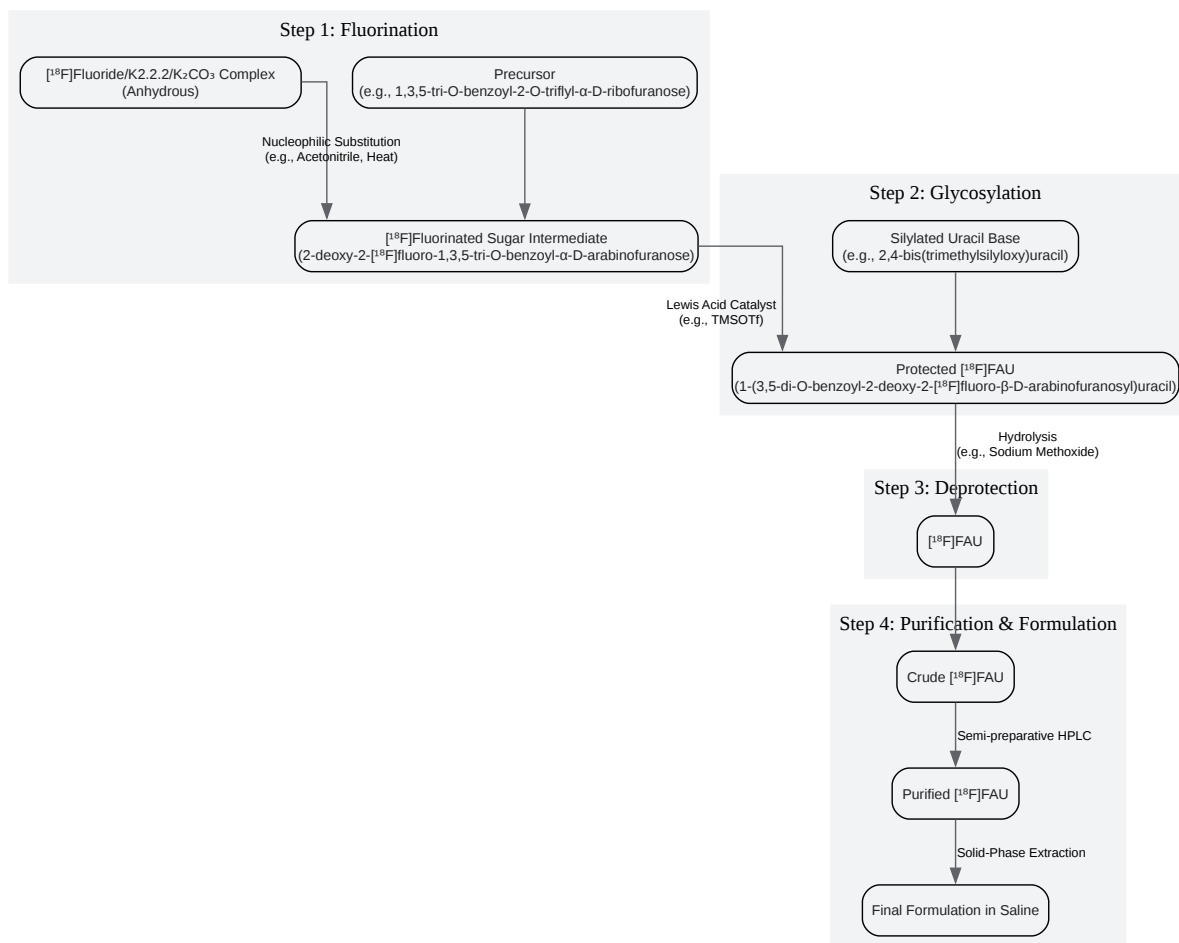 Step 1: Fluorination
[¹⁸F]Fluoride/K2.2.2/K₂CO₃ Complex
(Anhydrous)
Precursor
(e.g., 1,3,5-tri-O-benzoyl-2-O-triflyl-α-D-ribofuranose)
Nucleophilic Substitution
(e.g., Acetonitrile, Heat)
[¹⁸F]Fluorinated Sugar Intermediate
(2-deoxy-2-[¹⁸F]fluoro-1,3,5-tri-O-benzoyl-α-D-arabinofuranose)
Step 2: Glycosylation
Silylated Uracil Base
(e.g., 2,4-bis(trimethylsilyloxy)uracil)
Lewis Acid Catalyst
(e.g., TMSOTf)
Protected [¹⁸F]FAU
(1-(3,5-di-O-benzoyl-2-deoxy-2-[¹⁸F]fluoro-β-D-arabinofuranosyl)uracil)
Hydrolysis
(e.g., Sodium Methoxide)
Step 3: Deprotection
[¹⁸F]FAU
Step 4: Purification & Formulation
Crude [¹⁸F]FAU
Semi-preparative HPLC
Purified [¹⁸F]FAU
Solid-Phase Extraction
Final Formulation in Saline